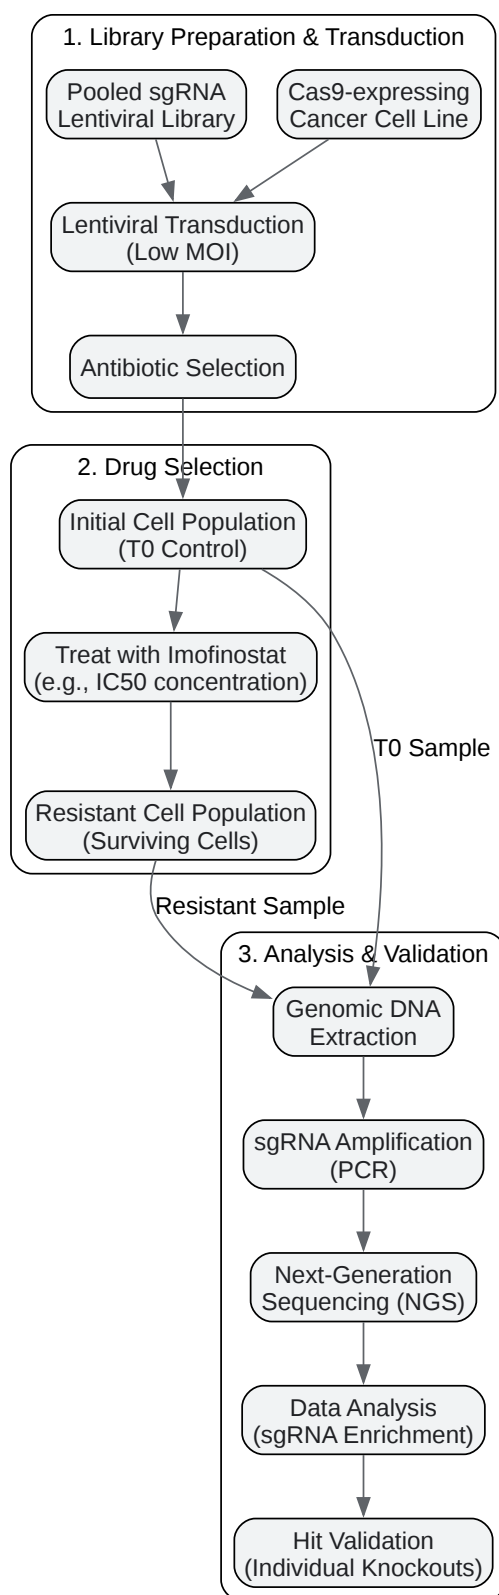 1. Library Preparation & Transduction
Pooled sgRNA
Lentiviral Library
Cas9-expressing
Cancer Cell Line
Lentiviral Transduction
(Low MOI)
Antibiotic Selection
2. Drug Selection
Initial Cell Population
(T0 Control)
Treat with Imofinostat
(e.g., IC50 concentration)
T0 Sample
Resistant Cell Population
(Surviving Cells)
Resistant Sample
3. Analysis & Validation
Genomic DNA
Extraction
sgRNA Amplification
(PCR)
Next-Generation
Sequencing (NGS)
Data Analysis
(sgRNA Enrichment)
Hit Validation
(Individual Knockouts)